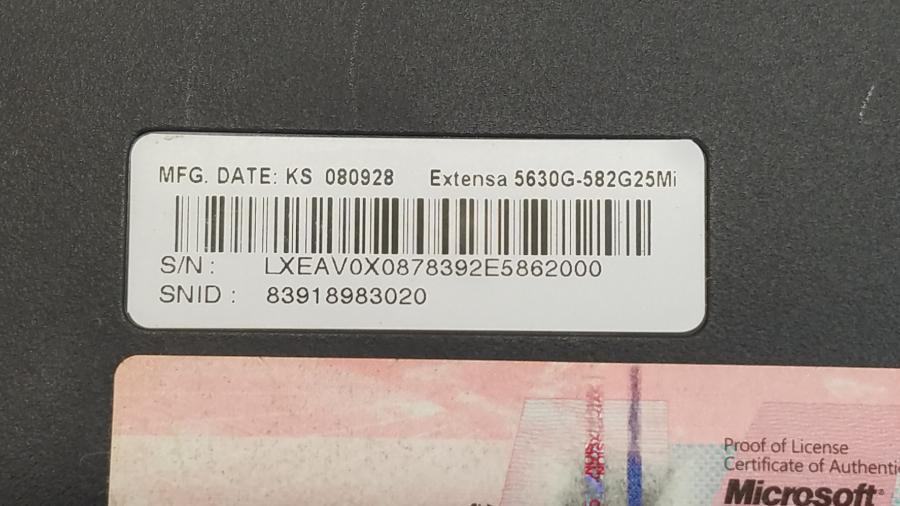 MFG. DATE: KS 080928 Extensa 5630G-582G25Mi
S/N : LXEAV0X0878392E5862000
SNID : 83918983020
Proof of License
Certificate of Authenti
Microsoft®